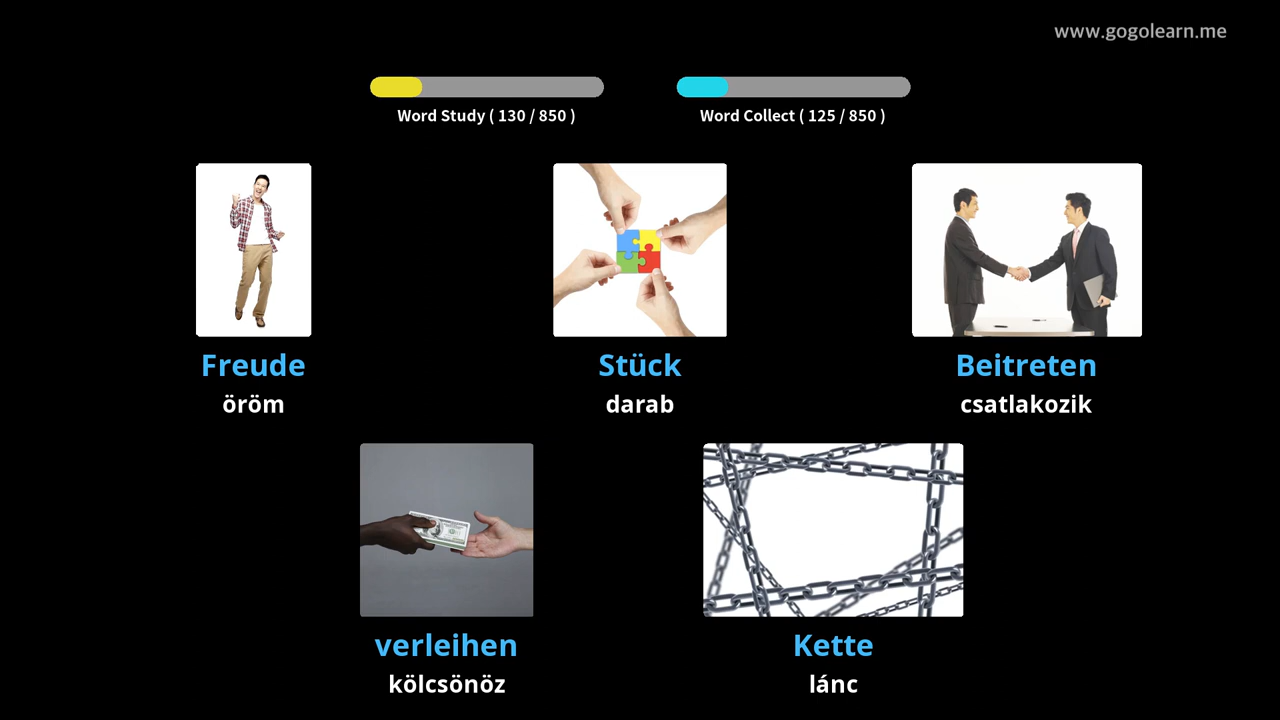 www.gogolearn.me
Word Study ( 130 / 850 )
Word Collect ( 125 / 850 )
Freude
öröm
Stück
darab
Beitreten
csatlakozik
verleihen
kölcsönöz
Kette
lánc